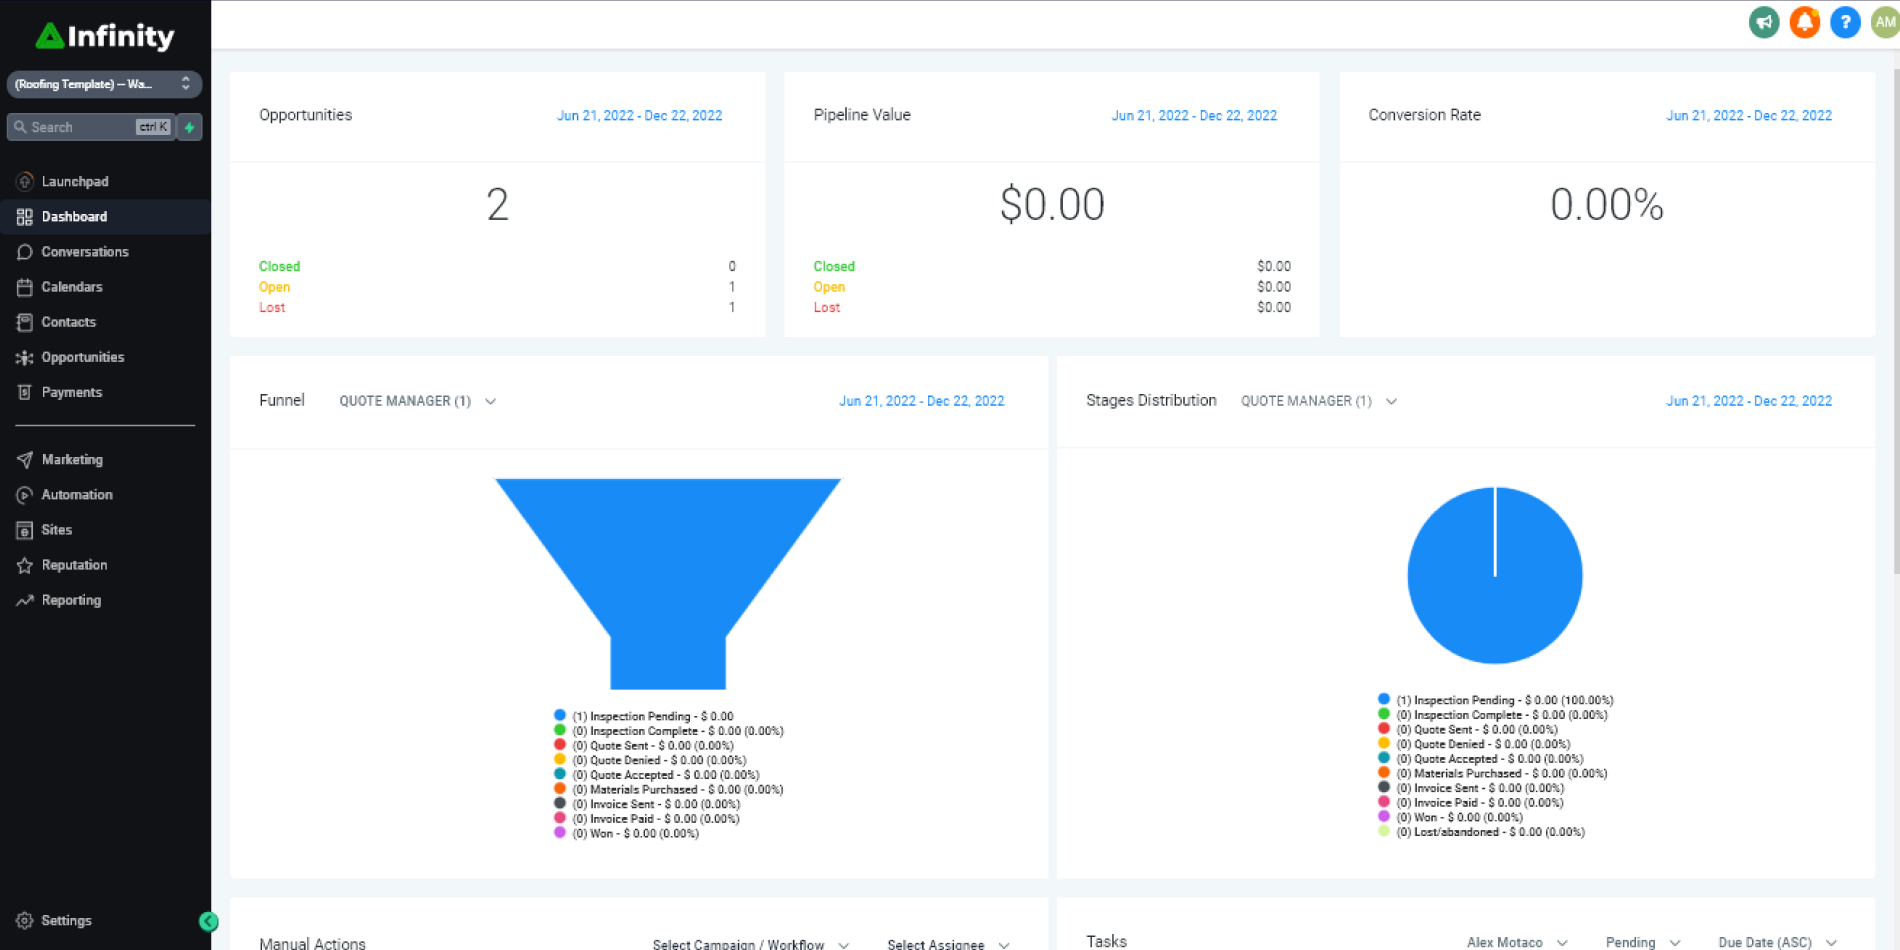 Infinity
(Roofing Template) – Wa...
Search ctrl K
Launchpad
Dashboard
Conversations
Calendars
Contacts
Opportunities
Payments
Marketing
Automation
Sites
Reputation
Reporting
Settings
?
AM
Opportunities Jun 21, 2022 - Dec 22, 2022
2
Closed 0
Open 1
Lost 1
Pipeline Value Jun 21, 2022 - Dec 22, 2022
$0.00
Closed $0.00
Open $0.00
Lost $0.00
Conversion Rate Jun 21, 2022 - Dec 22, 2022
0.00%
Funnel QUOTE MANAGER (1) Jun 21, 2022 - Dec 22, 2022
(1) Inspection Pending - $ 0.00
(0) Inspection Complete - $ 0.00 (0.00%)
(0) Quote Sent - $ 0.00 (0.00%)
(0) Quote Denied - $ 0.00 (0.00%)
(0) Quote Accepted - $ 0.00 (0.00%)
(0) Materials Purchased - $ 0.00 (0.00%)
(0) Invoice Sent - $ 0.00 (0.00%)
(0) Invoice Paid - $ 0.00 (0.00%)
(0) Won - $ 0.00 (0.00%)
Stages Distribution QUOTE MANAGER (1) Jun 21, 2022 - Dec 22, 2022
(1) Inspection Pending - $ 0.00 (100.00%)
(0) Inspection Complete - $ 0.00 (0.00%)
(0) Quote Sent - $ 0.00 (0.00%)
(0) Quote Denied - $ 0.00 (0.00%)
(0) Quote Accepted - $ 0.00 (0.00%)
(0) Materials Purchased - $ 0.00 (0.00%)
(0) Invoice Sent - $ 0.00 (0.00%)
(0) Invoice Paid - $ 0.00 (0.00%)
(0) Won - $ 0.00 (0.00%)
(0) Lost/abandoned - $ 0.00 (0.00%)
Manual Actions Select Campaign / Workflow Select Assignee
Tasks Alex Motaco Pending Due Date (ASC)